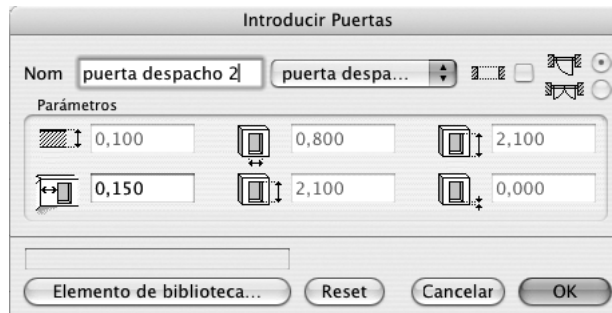 Introducir Puertas
Nom puerta despacho 2 puerta despa...
Parámetros
0,100 0,800 2,100
0,150 2,100 0,000
Elemento de biblioteca... Reset Cancelar OK